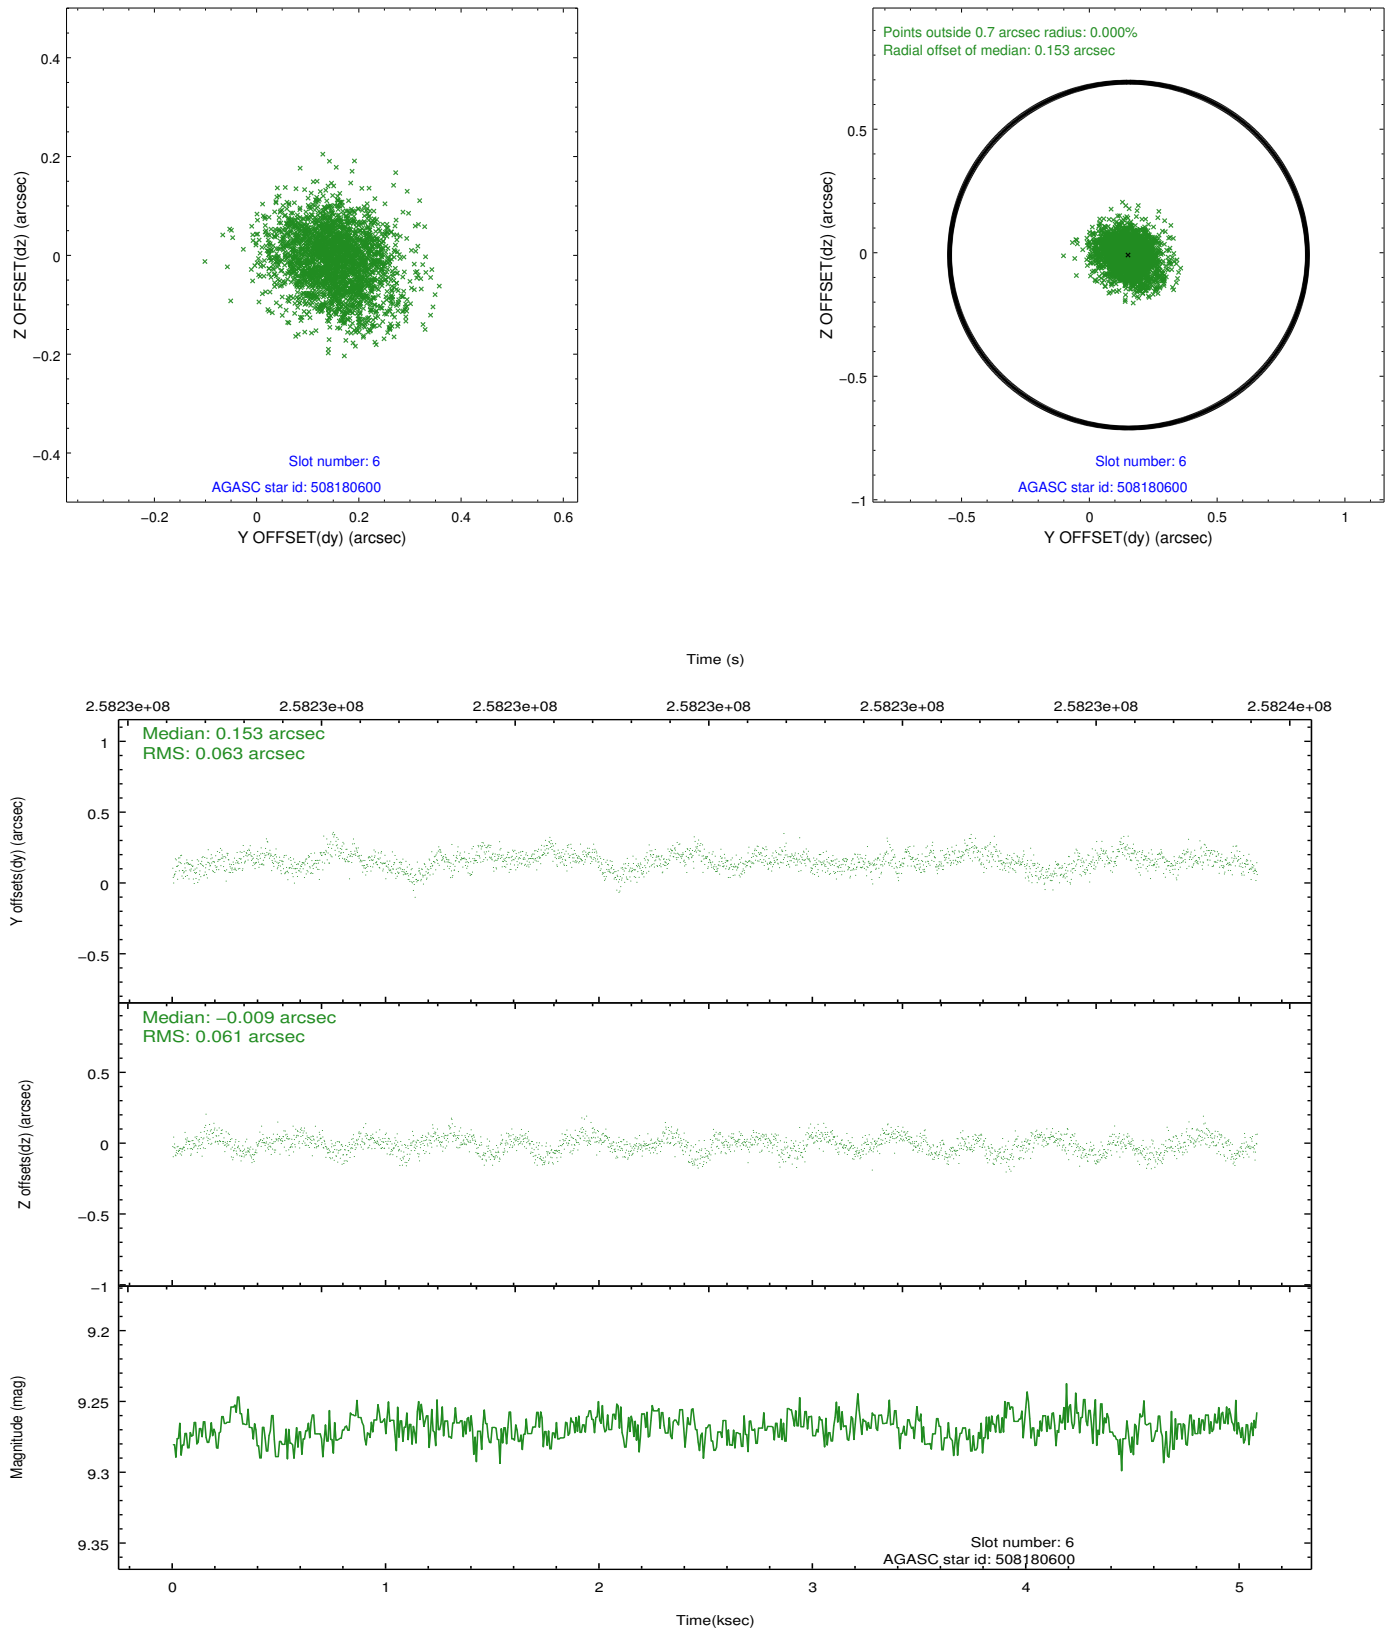 0.4
0.2
0
−0.2
−0.4
−0.2
0
0.2
0.4
0.6
Z OFFSET(dz) (arcsec)
Y OFFSET(dy) (arcsec)
Slot number: 6
AGASC star id: 508180600
Points outside 0.7 arcsec radius: 0.000%
Radial offset of median: 0.153 arcsec
0.5
0
−0.5
−1
−0.5
0
0.5
1
Z OFFSET(dz) (arcsec)
Y OFFSET(dy) (arcsec)
Slot number: 6
AGASC star id: 508180600
Time (s)
2.5823e+08 2.5823e+08 2.5823e+08 2.5823e+08 2.5823e+08 2.5823e+08 2.5824e+08
Median: 0.153 arcsec
RMS: 0.063 arcsec
1
0.5
0
−0.5
Y offsets(dy) (arcsec)
Median: −0.009 arcsec
RMS: 0.061 arcsec
0.5
0
−0.5
−1
Z offsets(dz) (arcsec)
9.2
9.25
9.3
9.35
Magnitude (mag)
Slot number: 6
AGASC star id: 508180600
0 1 2 3 4 5
Time(ksec)